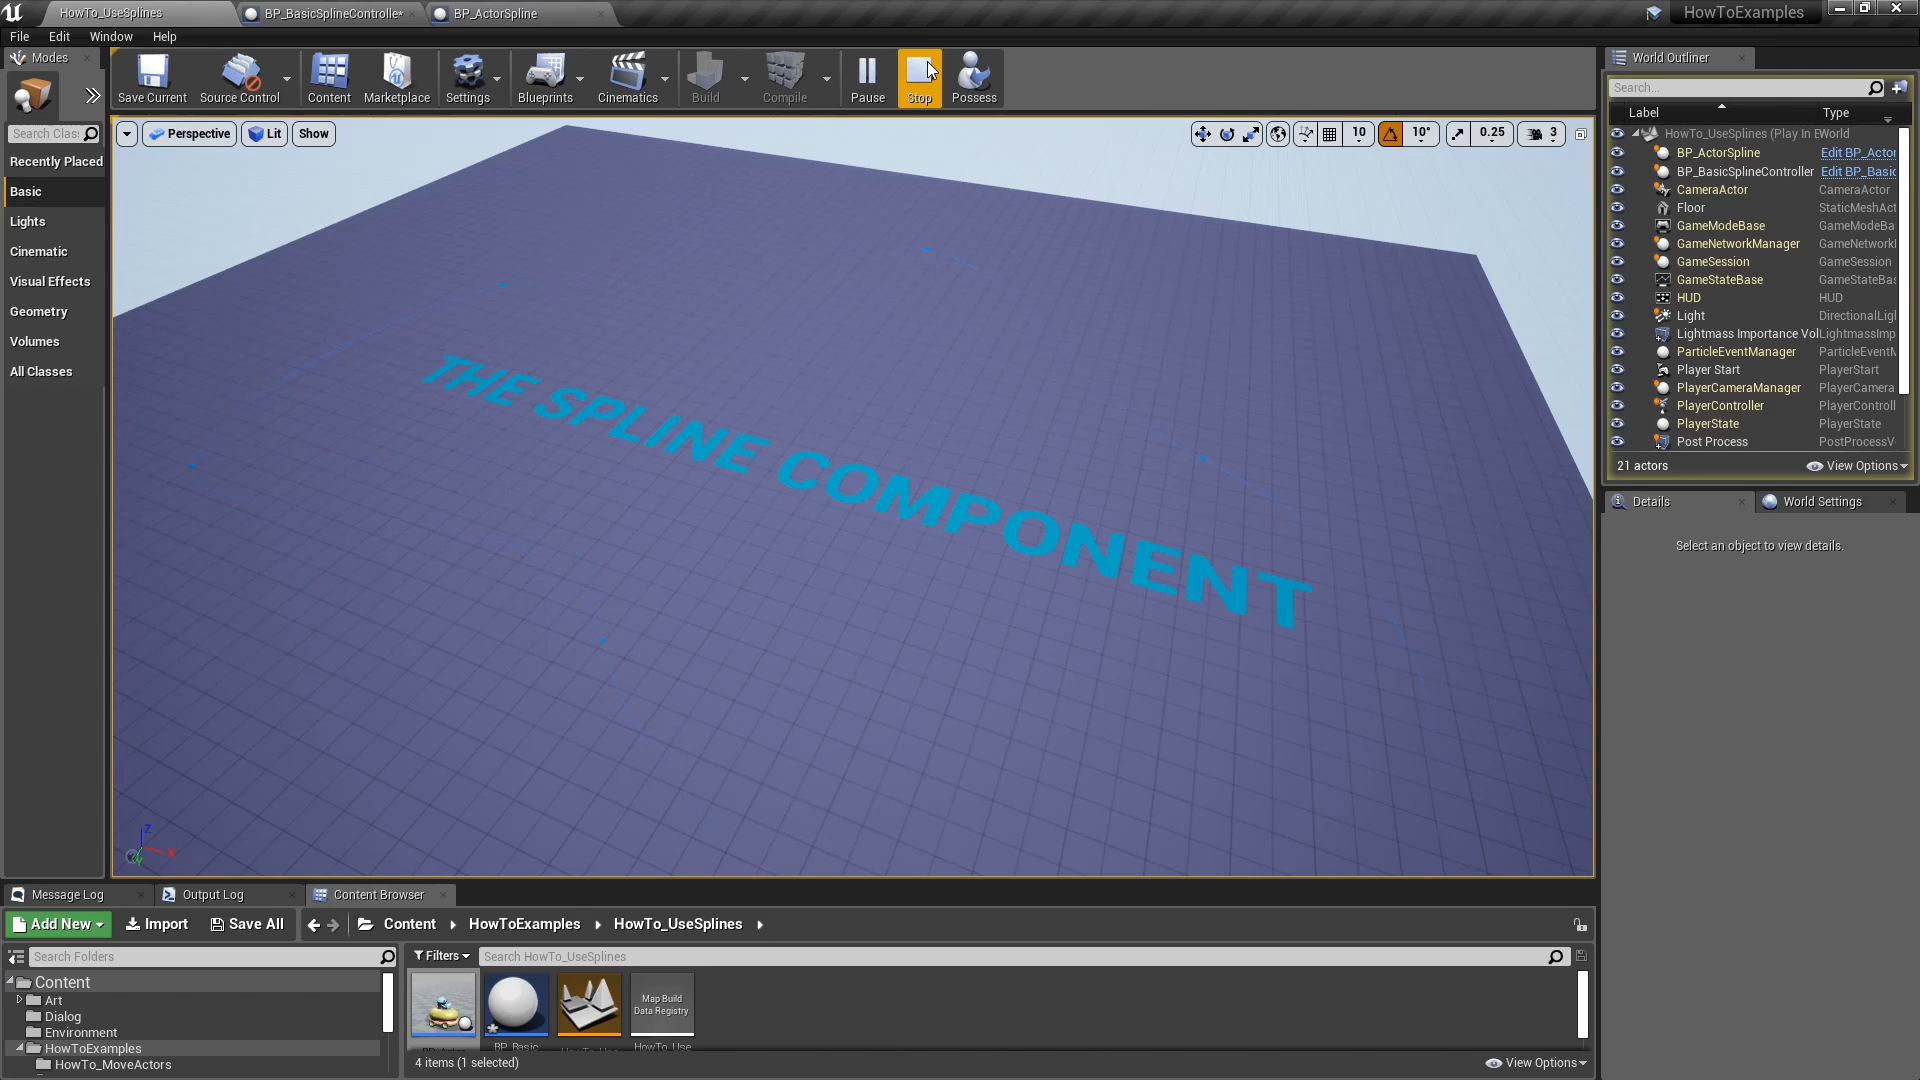 HowTo_UseSplines
BP_BasicSplineControlle*
BP_ActorSpline
HowToExamples
File Edit Window Help
Modes
Search Clas
Recently Placed
Basic
Lights
Cinematic
Visual Effects
Geometry
Volumes
All Classes
Save Current
Source Control
Content
Marketplace
Settings
Blueprints
Cinematics
Build
Compile
Pause
Stop
Possess
Perspective
Lit
Show
10
10°
0.25
3
THE SPLINE COMPONENT
Z
X
Y
World Outliner
Search...
Label Type
HowTo_UseSplines (Play In E World
BP_ActorSpline Edit BP_Actor
BP_BasicSplineController Edit BP_Basic
CameraActor CameraActor
Floor StaticMeshAct
GameModeBase GameModeBa
GameNetworkManager GameNetworkI
GameSession GameSession
GameStateBase GameStateBas
HUD HUD
Light DirectionalLigl
Lightmass Importance Vol LightmassImp
ParticleEventManager ParticleEventM
Player Start PlayerStart
PlayerCameraManager PlayerCamera
PlayerController PlayerControll
PlayerState PlayerState
Post Process PostProcessV
21 actors
View Options
Details
World Settings
Select an object to view details.
Message Log
Output Log
Content Browser
Add New
Import
Save All
Content
HowToExamples
HowTo_UseSplines
Search Folders
Filters
Search HowTo_UseSplines
Content
Art
Dialog
Environment
HowToExamples
HowTo_MoveActors
Map Build
Data Registry
BP_Basic
HowTo_Use
4 items (1 selected)
View Options